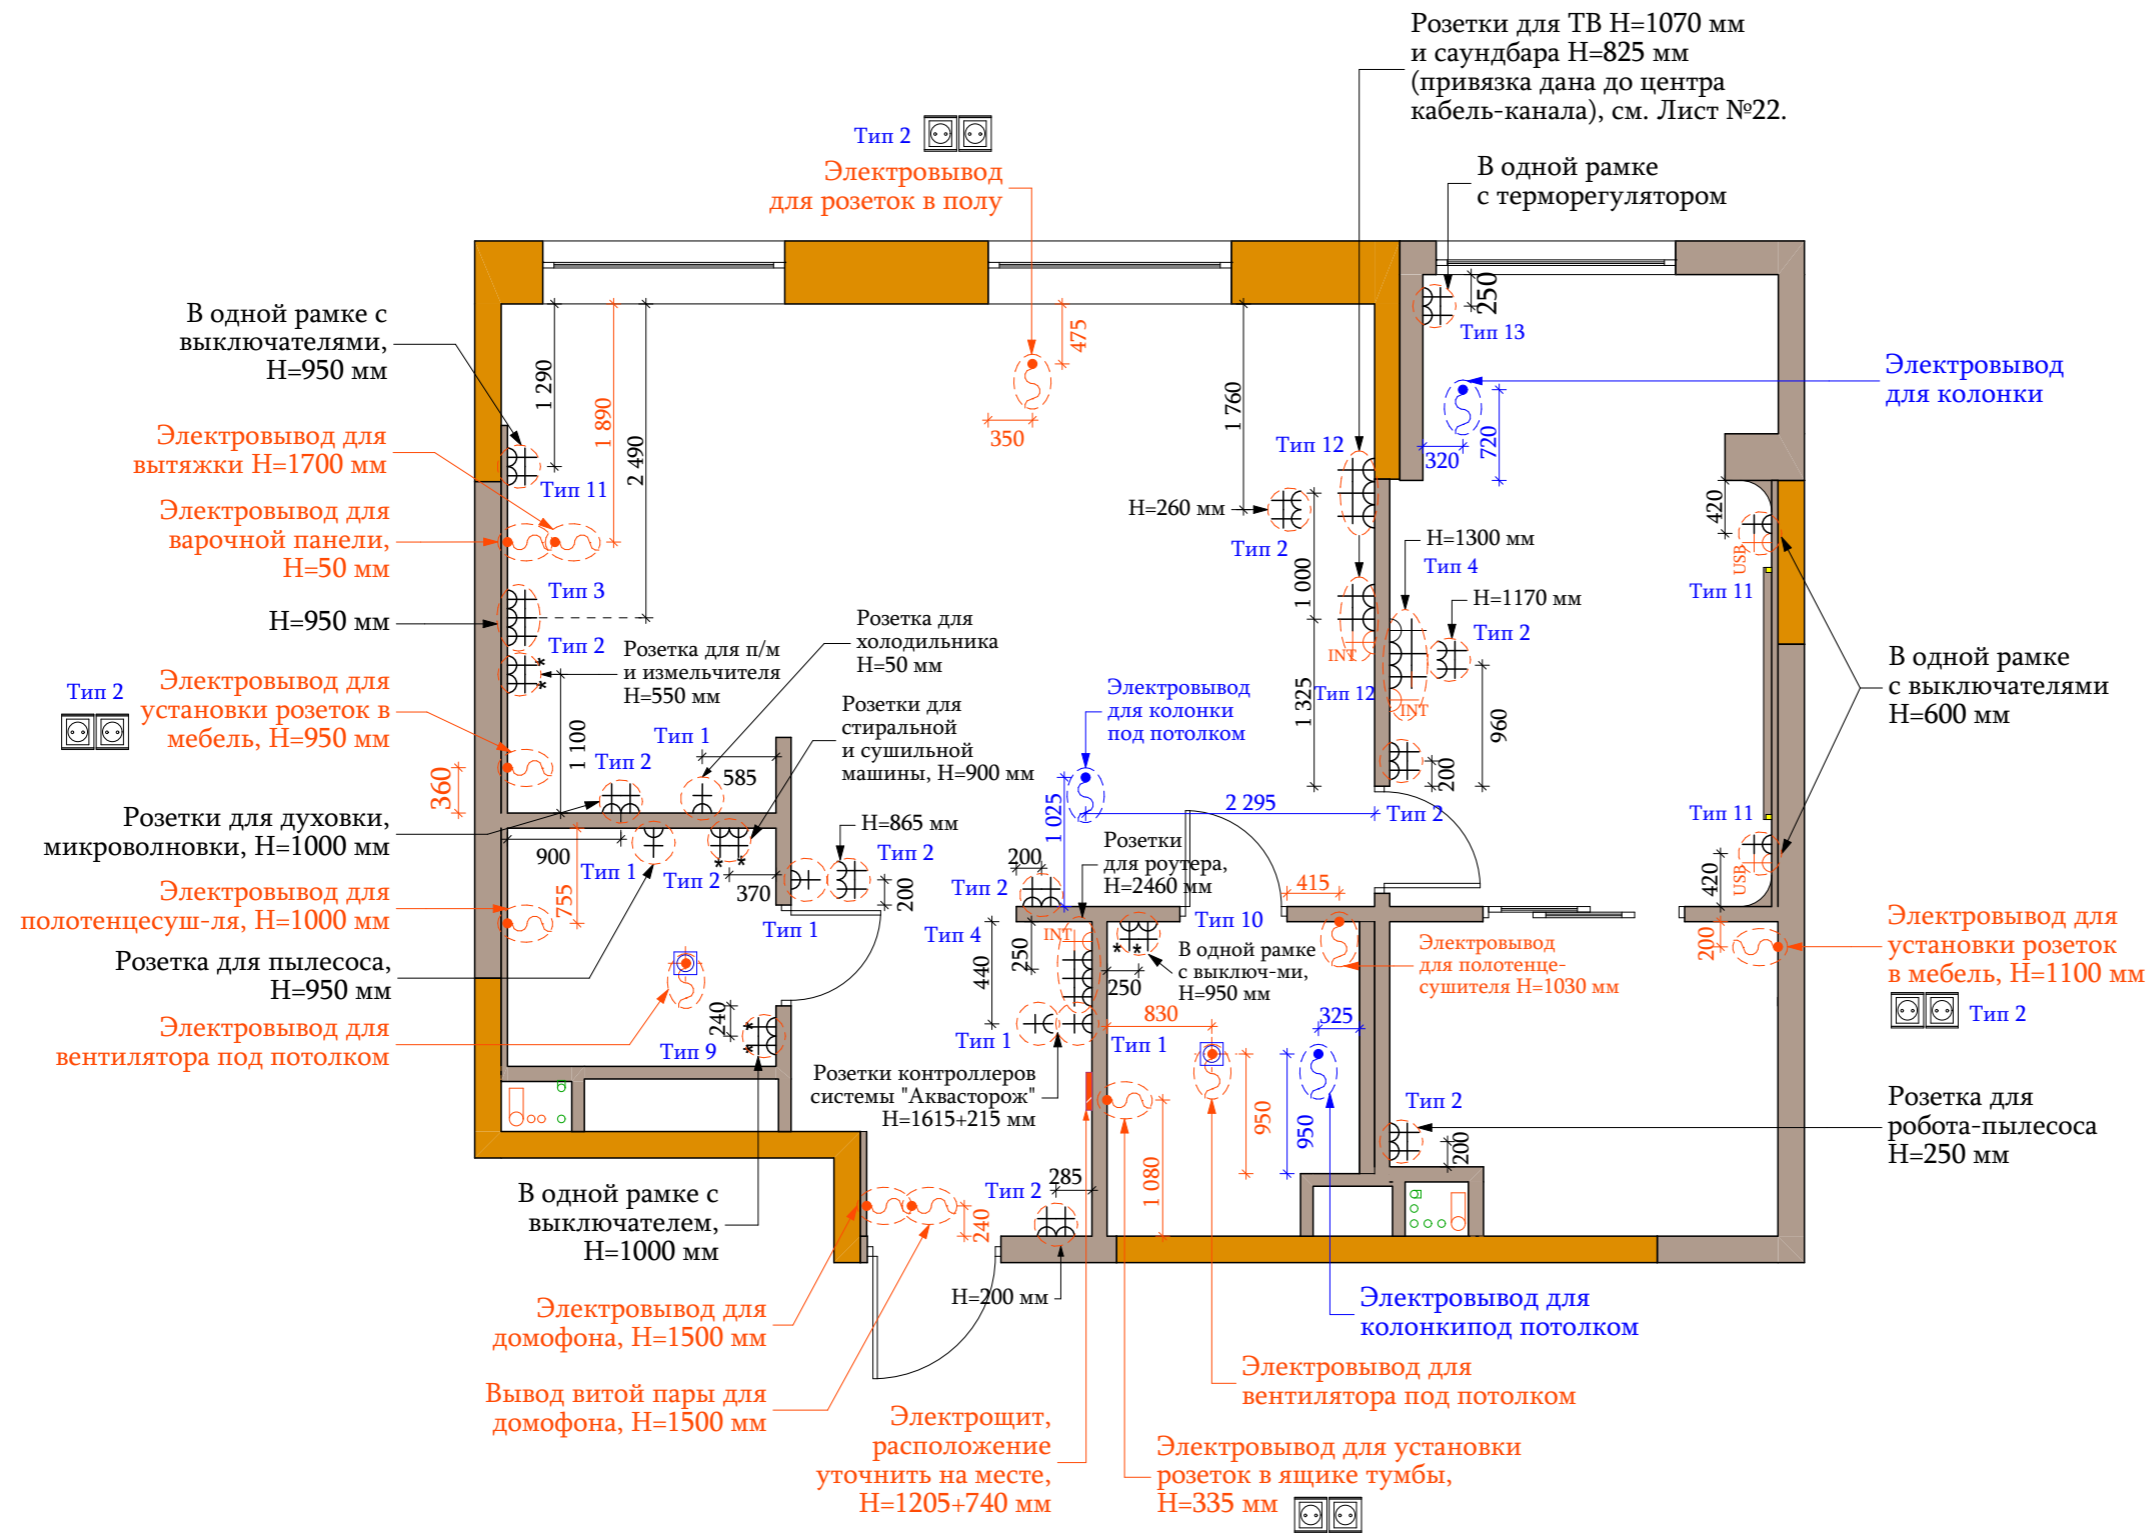 Розетки для ТВ H=1070 мм
и саундбара H=825 мм
(привязка дана до центра
кабель-канала), см. Лист №22.
Тип 2
Электровывод
для розеток в полу
В одной рамке
с терморегулятором
250
Тип 13
В одной рамке с
выключателями,
H=950 мм
1 290
1 890
2 490
475
350
1 760
Электровывод
для колонки
320
720
Электровывод для
вытяжки H=1700 мм
Тип 11
Тип 12
H=260 мм
Тип 2
420
USB
Электровывод для
варочной панели,
H=50 мм
H=1300 мм
Тип 4
1 000
Тип 11
Тип 3
H=950 мм
Тип 2
H=1170 мм
Тип 2
Розетка для п/м
и измельчителя
H=550 мм
Розетка для
холодильника
H=50 мм
INT
Тип 12
INT
1 325
960
В одной рамке
с выключателями
H=600 мм
Тип 2
Электровывод для
установки розеток в
мебель, H=950 мм
360
1 100
Тип 1
585
Тип 2
Розетки для
стиральной
и сушильной
машины, H=900 мм
Электровывод
для колонки
под потолком
1 025
2 295
200
Тип 2
Тип 11
Розетки для духовки,
микроволновки, H=1000 мм
900
Тип 1
Тип 2
370
H=865 мм
Тип 2
200
Тип 1
200
Тип 2
Розетки
для роутера,
H=2460 мм
415
420
USB
Электровывод для
полотенцесуш-ля, H=1000 мм
755
Розетка для пылесоса,
H=950 мм
Тип 4
INT
250
440
Тип 10
В одной рамке
с выключ-ми,
H=950 мм
250
Электровывод
для полотенце-
сушителя H=1030 мм
200
Электровывод для
установки розеток
в мебель, H=1100 мм
Тип 2
Электровывод для
вентилятора под потолком
240
Тип 9
Тип 1
Тип 1
830
325
Розетки контроллеров
системы "Аквасторож"
H=1615+215 мм
950
950
1 080
Тип 2
200
Розетка для
робота-пылесоса
H=250 мм
В одной рамке с
выключателем,
H=1000 мм
Тип 2
285
240
H=200 мм
Электровывод для
домофона, H=1500 мм
Электровывод для
колонкипод потолком
Вывод витой пары для
домофона, H=1500 мм
Электровывод для
вентилятора под потолком
Электрощит,
расположение
уточнить на месте,
H=1205+740 мм
Электровывод для установки
розеток в ящике тумбы,
H=335 мм